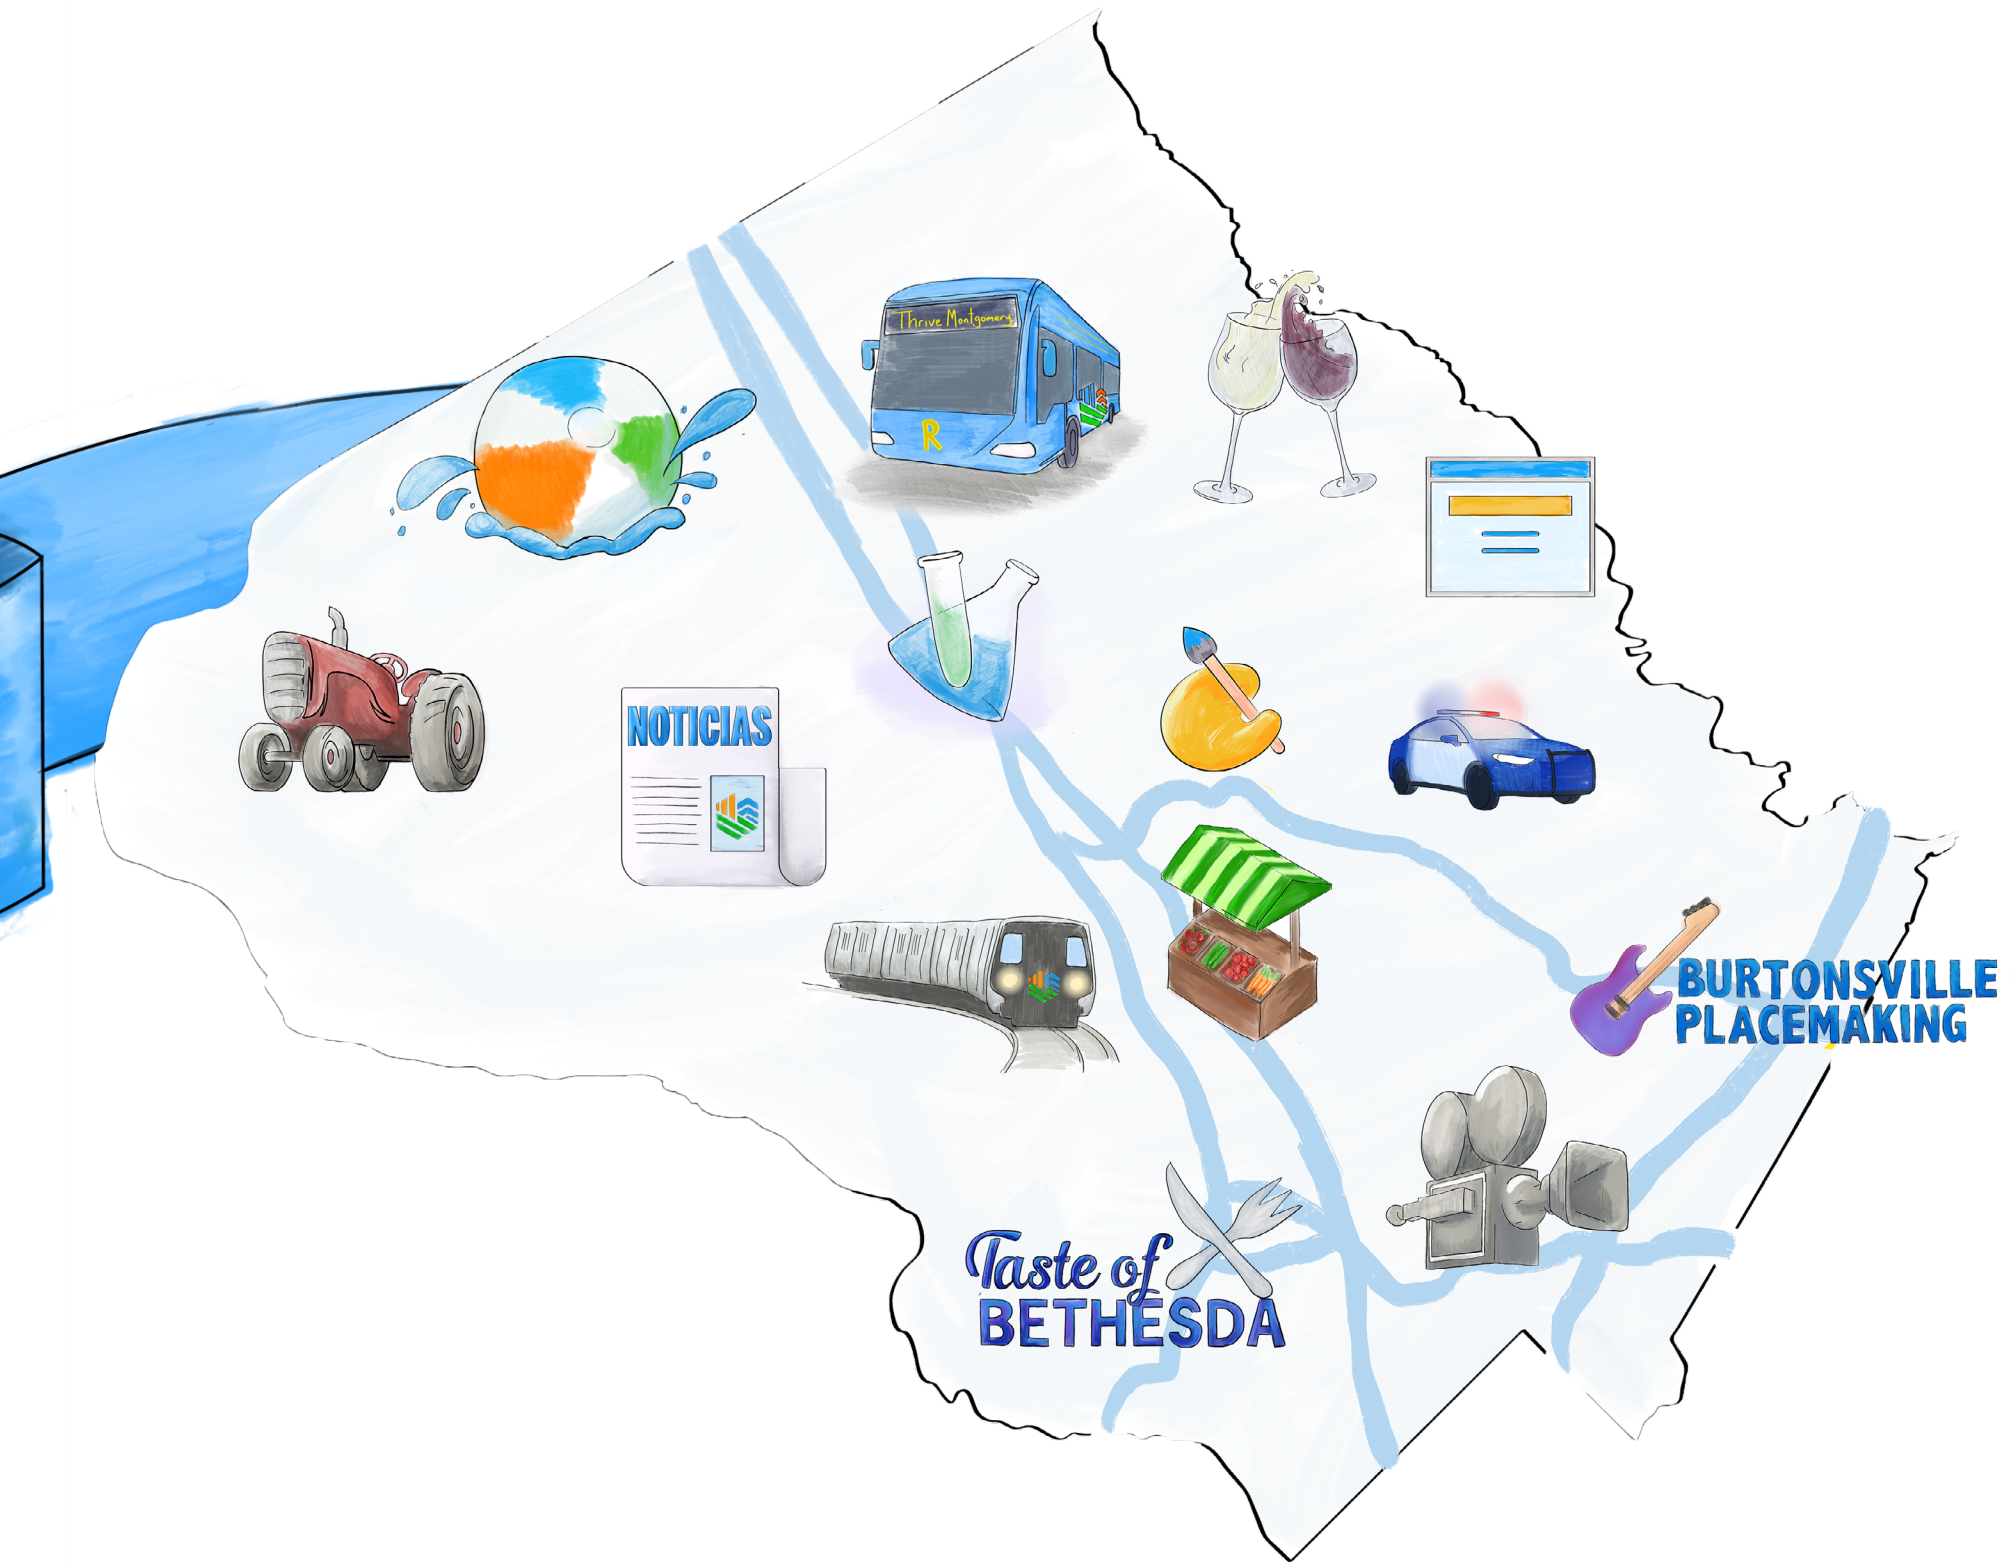 Thrive Montgomery
R
NOTICIAS
BURTONSVILLE
PLACEMAKING
Taste of
BETHESDA